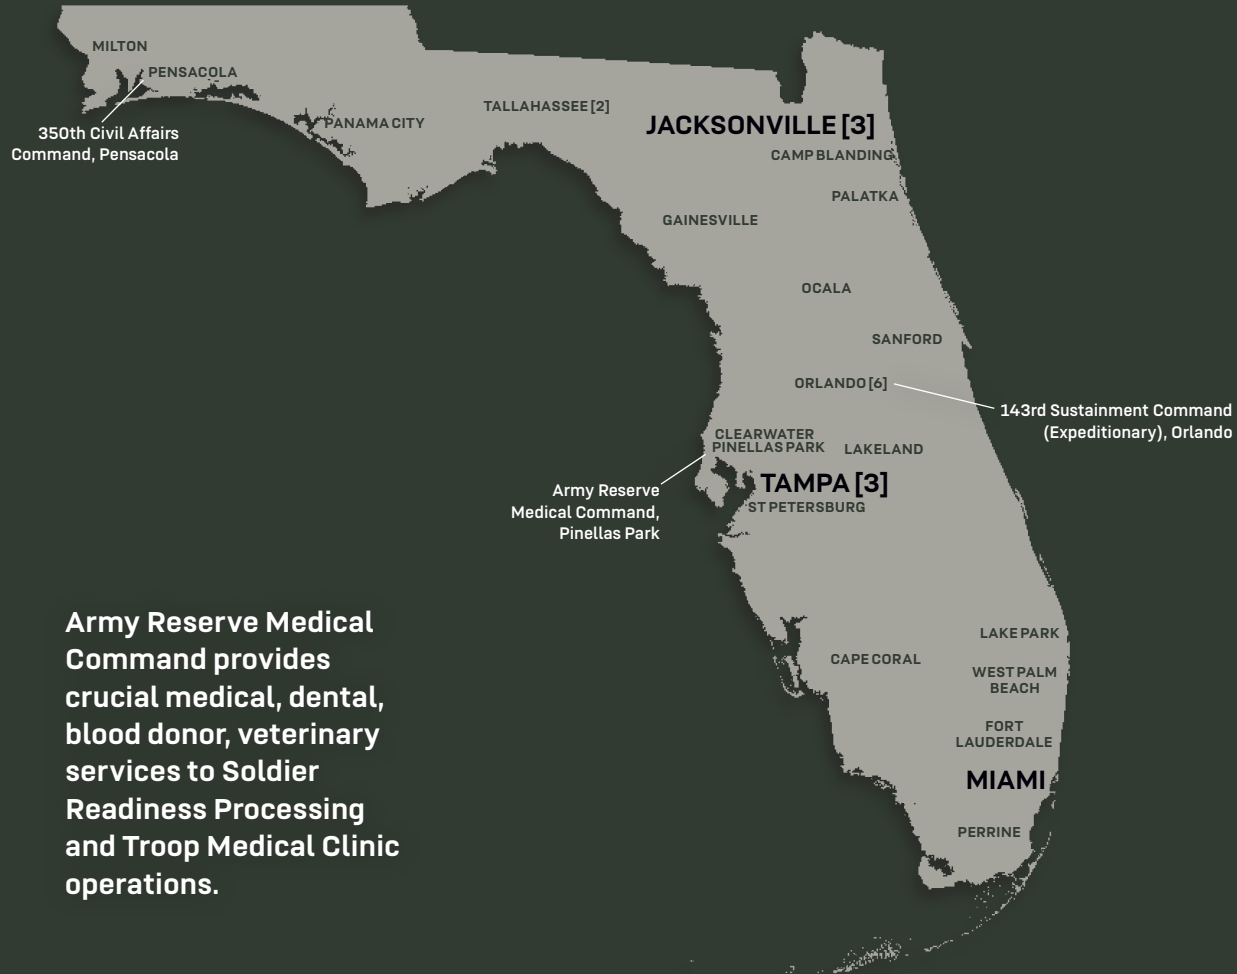 MILTON
PENSACOLA
350th Civil Affairs
Command, Pensacola
PANAMA CITY
TALLAHASSEE [2]
JACKSONVILLE [3]
CAMP BLANDING
PALATKA
GAINESVILLE
OCALA
SANFORD
ORLANDO [6]
143rd Sustainment Command
(Expeditionary), Orlando
CLEARWATER
PINELLAS PARK
LAKELAND
TAMPA [3]
ST PETERSBURG
Army Reserve
Medical Command,
Pinellas Park
Army Reserve Medical
Command provides
crucial medical, dental,
blood donor, veterinary
services to Soldier
Readiness Processing
and Troop Medical Clinic
operations.
LAKE PARK
CAPE CORAL
WEST PALM
BEACH
FORT
LAUDERDALE
MIAMI
PERRINE